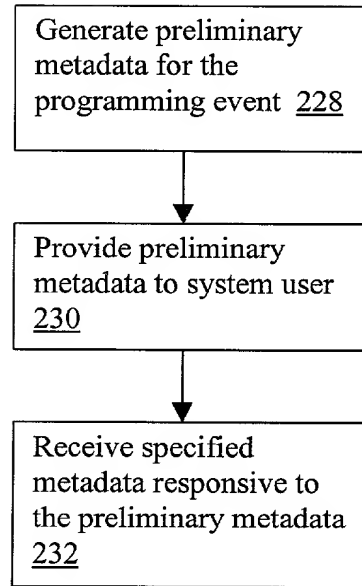 Generate preliminary
metadata for the
programming event 228
Provide preliminary
metadata to system user
230
Receive specified
metadata responsive to
the preliminary metadata
232